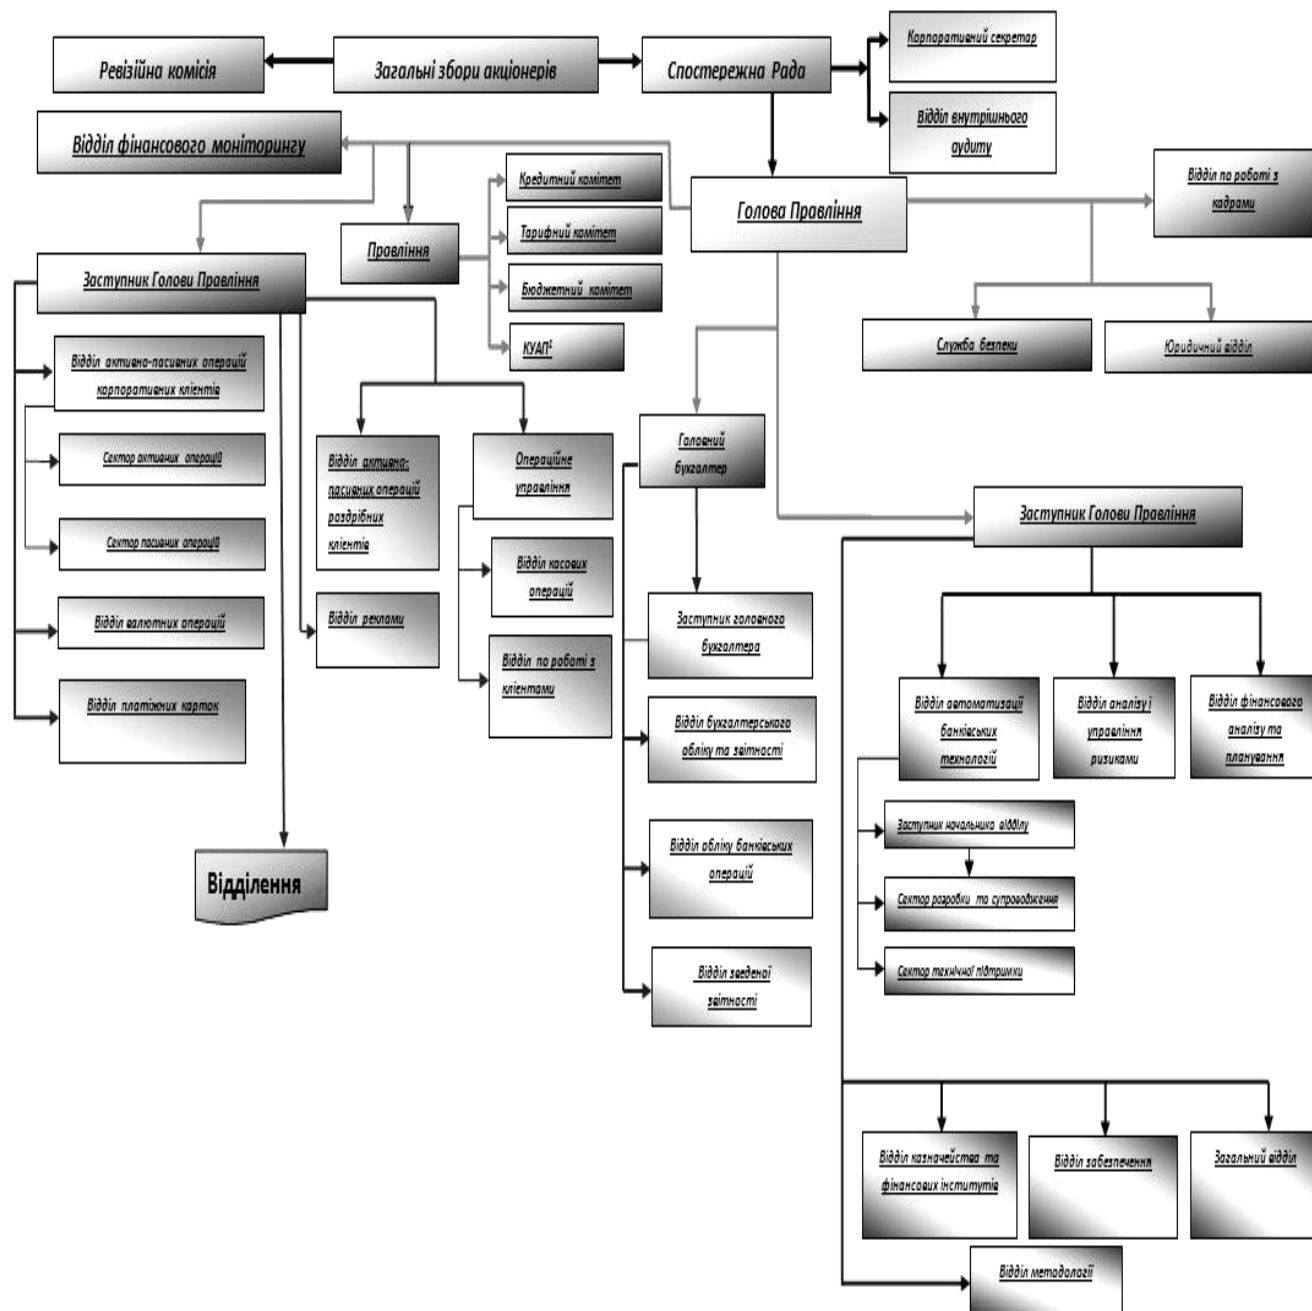 Корпоративний секретар
Ревізійна комісія
Загальні збори акціонерів
Спостережна Рада
Відділ внутрішнього
аудиту
Відділ фінансового моніторингу
Кредитний комітет
Тарифний комітет
Бюджетний комітет
КУАП¹
Правління
Голова Правління
Відділ по роботі з
кадрами
Служба безпеки
Юридичний відділ
Заступник Голови Правління
Відділ активно-пасивних операцій
корпоративних клієнтів
Сектор активних операцій
Сектор пасивних операцій
Відділ валютних операцій
Відділ платіжних карток
Відділ активно-
пасивних операцій
роздрібних
клієнтів
Відділ реклами
Операційне
управління
Відділ касових
операцій
Відділ по роботі з
клієнтами
Відділення
Головний
бухгалтер
Заступник головного
бухгалтера
Відділ бухгалтерського
обліку та звітності
Відділ обліку банківських
операцій
Відділ зведеної
звітності
Заступник Голови Правління
Відділ автоматизації
банківських
технологій
Відділ аналізу і
управління
ризиками
Відділ фінансового
аналізу та
планування
Заступник начальника відділу
Сектор розробки та супроводження
Сектор технічної підтримки
Відділ казначейства та
фінансових інститутів
Відділ забезпечення
Загальний відділ
Відділ методології